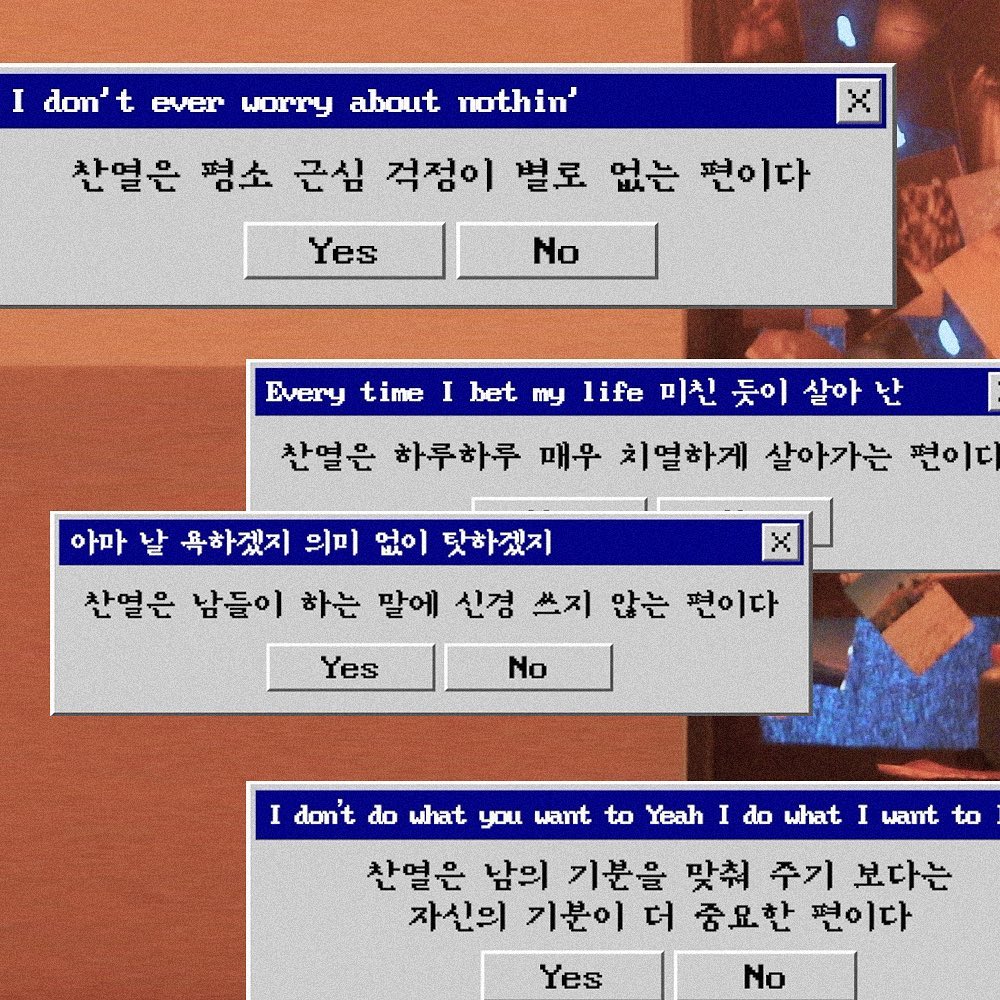 I don't ever worry about nothin'
찬열은 평소 근심 걱정이 별로 없는 편이다
Yes No
Every time I bet my life 미친 듯이 살아 난
찬열은 하루하루 매우 치열하게 살아가는 편이다
아마 날 욕하겠지 의미 없이 탓하겠지
찬열은 남들이 하는 말에 신경 쓰지 않는 편이다
Yes No
I don't do what you want to Yeah I do what I want to
찬열은 남의 기분을 맞춰 주기 보다는
자신의 기분이 더 중요한 편이다
Yes No